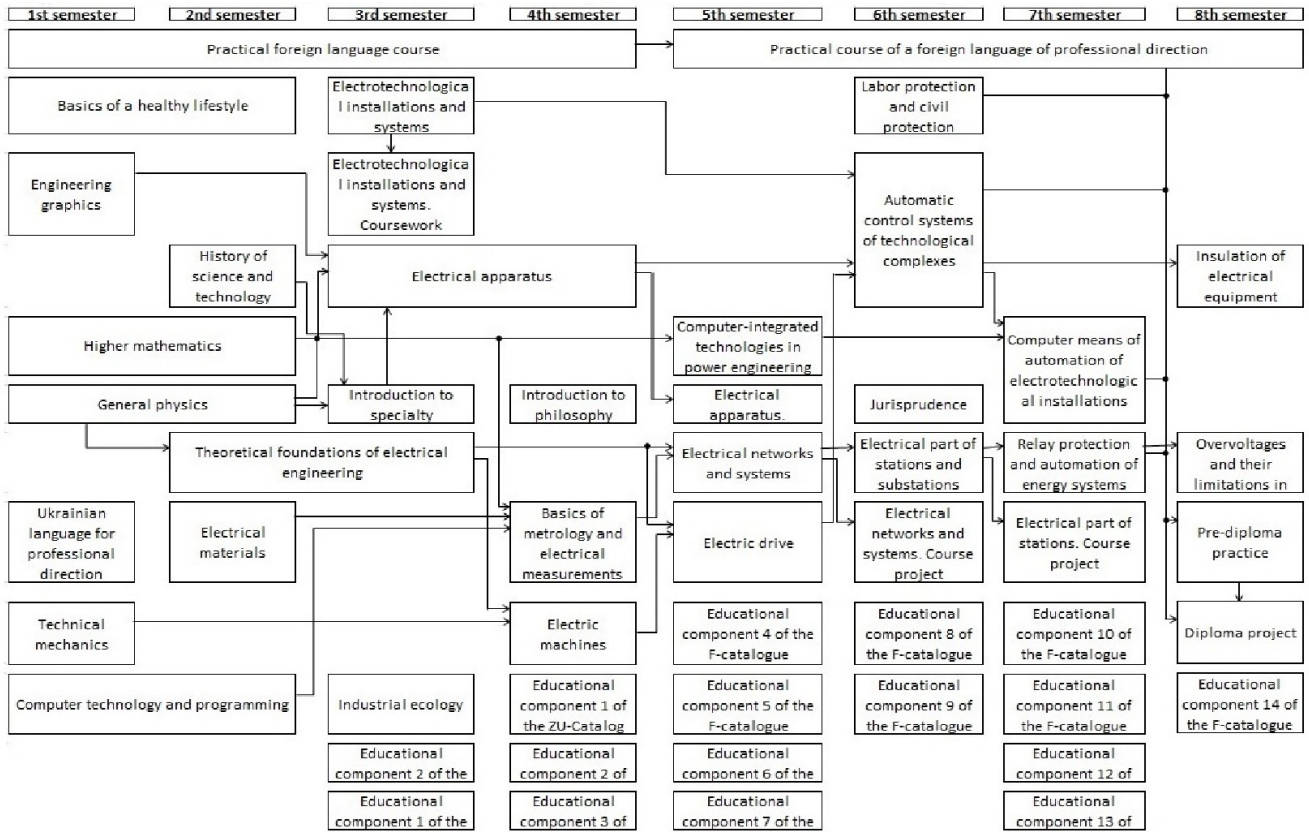 1st semester
2nd semester
3rd semester
4th semester
5th semester
6th semester
7th semester
8th semester
Practical foreign language course
Practical course of a foreign language of professional direction
Basics of a healthy lifestyle
Electrotechnologica
l installations and
systems
Labor protection
and civil
protection
Engineering
graphics
Electrotechnologica
l installations and
systems.
Coursework
Automatic
control systems
of technological
complexes
History of
science and
technology
Electrical apparatus
Insulation of
electrical
equipment
Higher mathematics
Computer-integrated
technologies in
power engineering
Computer means of
automation of
electrotechnologic
al installations
General physics
Introduction to
specialty
Introduction to
philosophy
Electrical
apparatus.
Jurisprudence
Theoretical foundations of electrical
engineering
Electrical networks
and systems
Electrical part of
stations and
substations
Relay protection
and automation of
energy systems
Overvoltages
and their
limitations in
Ukrainian
language for
professional
direction
Electrical
materials
Basics of
metrology and
electrical
measurements
Electric drive
Electrical
networks and
systems. Course
project
Electrical part of
stations. Course
project
Pre-diploma
practice
Technical
mechanics
Electric
machines
Educational
component 4 of the
F-catalogue
Educational
component 8 of
the F-catalogue
Educational
component 10 of
the F-catalogue
Diploma project
Computer technology and programming
Industrial ecology
Educational
component 1 of
the ZU-Catalog
Educational
component 5 of the
F-catalogue
Educational
component 9 of
the F-catalogue
Educational
component 11 of
the F-catalogue
Educational
component 14 of
the F-catalogue
Educational
component 2 of the
Educational
component 2 of
Educational
component 6 of the
Educational
component 12 of
Educational
component 1 of the
Educational
component 3 of
Educational
component 7 of the
Educational
component 13 of